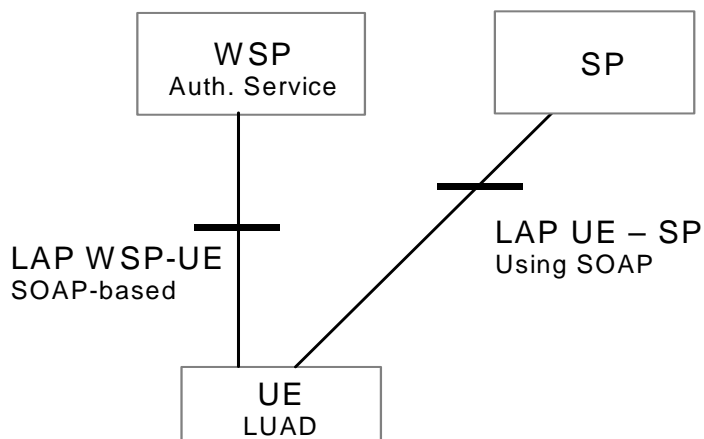 WSP
Auth. Service
SP
LAP WSP-UE
SOAP-based
LAP UE – SP
Using SOAP
UE
LUAD